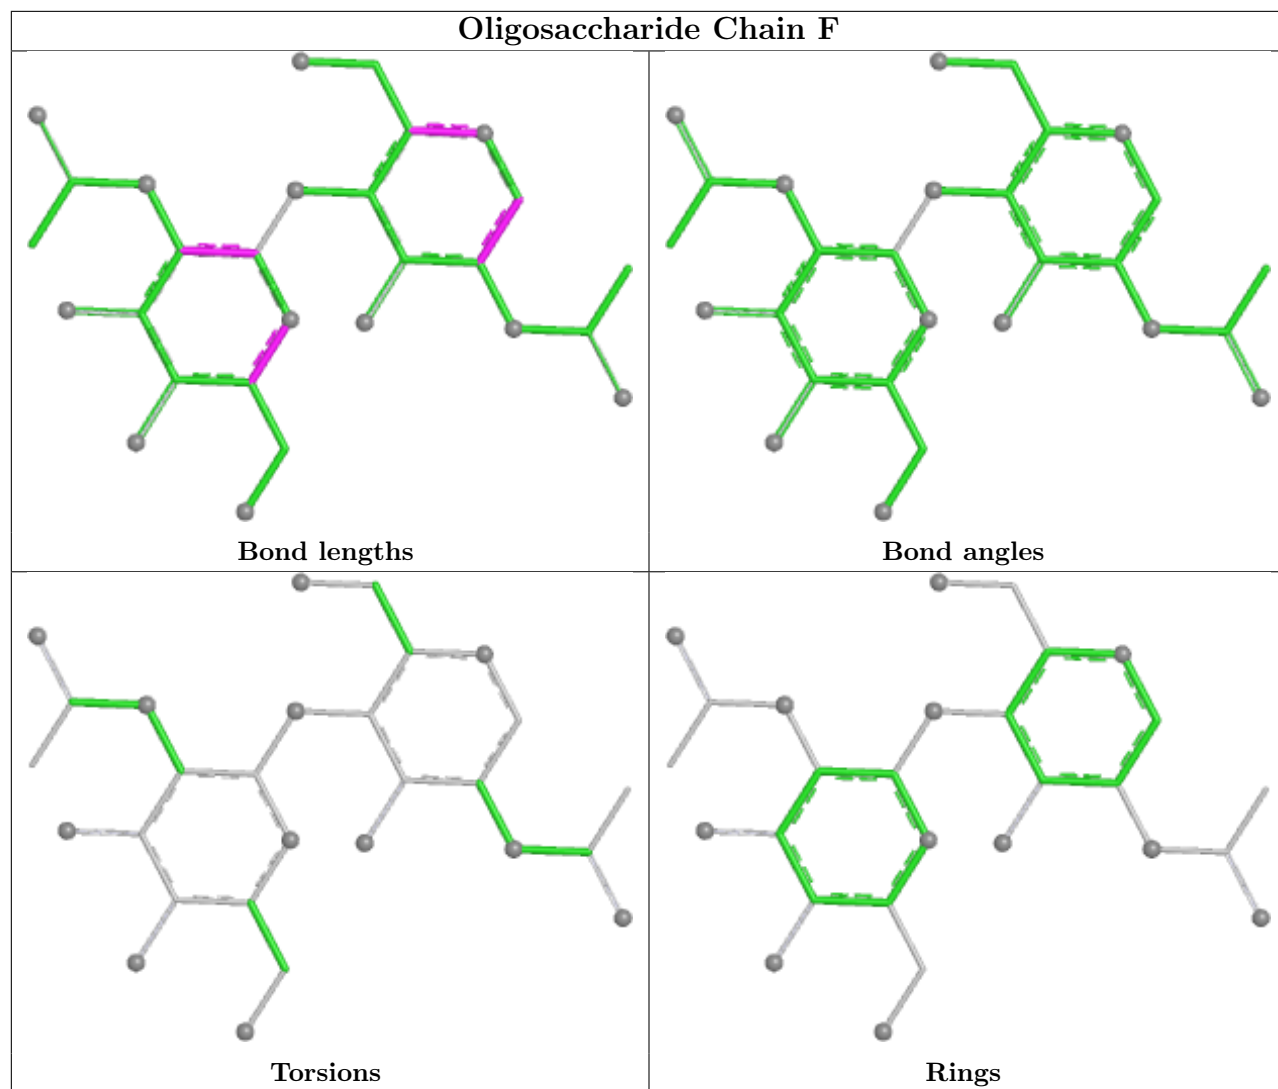 Oligosaccharide Chain F
Bond lengths
Bond angles
Torsions
Rings